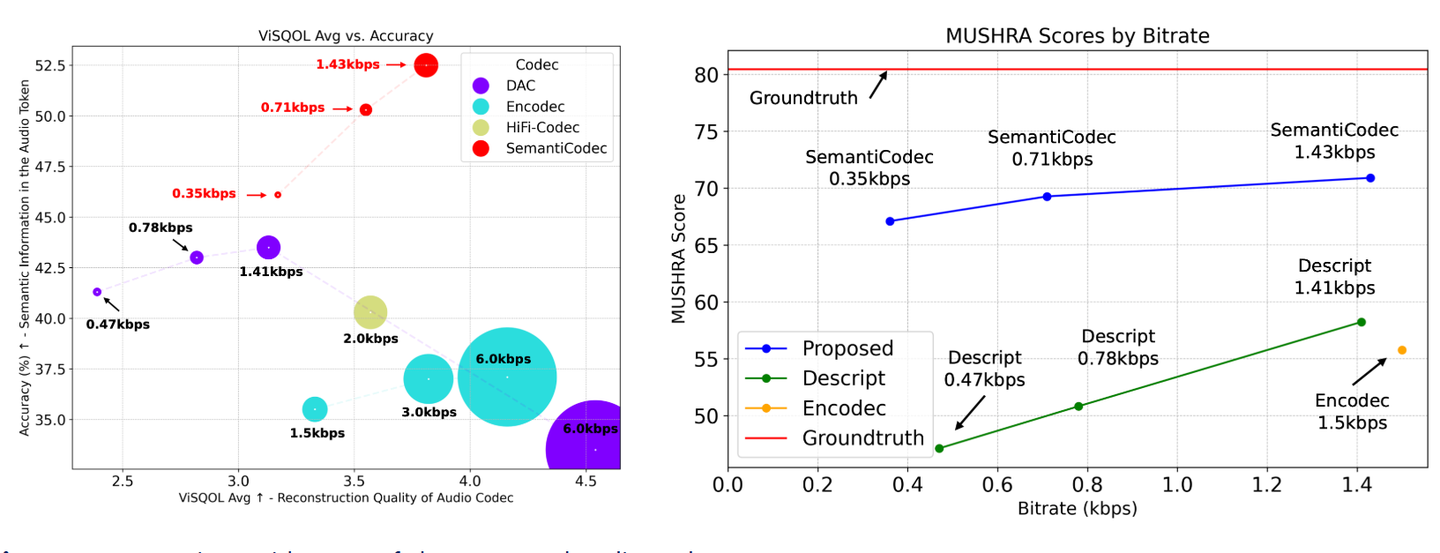 ViSQOL Avg vs. Accuracy
Accuracy (%) ↑ - Semantic Information in the Audio Token
52.5
50.0
47.5
45.0
42.5
40.0
37.5
35.0
1.43kbps
0.71kbps
0.35kbps
0.78kbps
1.41kbps
0.47kbps
2.0kbps
6.0kbps
3.0kbps
1.5kbps
6.0kbps
Codec
DAC
Encodec
HiFi-Codec
SemantiCodec
2.5
3.0
3.5
4.0
4.5
ViSQOL Avg ↑ - Reconstruction Quality of Audio Codec
MUSHRA Scores by Bitrate
MUSHRA Score
80
75
70
65
60
55
50
Groundtruth
SemantiCodec
0.35kbps
SemantiCodec
0.71kbps
SemantiCodec
1.43kbps
Descript
1.41kbps
Descript
0.78kbps
Descript
0.47kbps
Encodec
1.5kbps
Proposed
Descript
Encodec
Groundtruth
0.0
0.2
0.4
0.6
0.8
1.0
1.2
1.4
Bitrate (kbps)